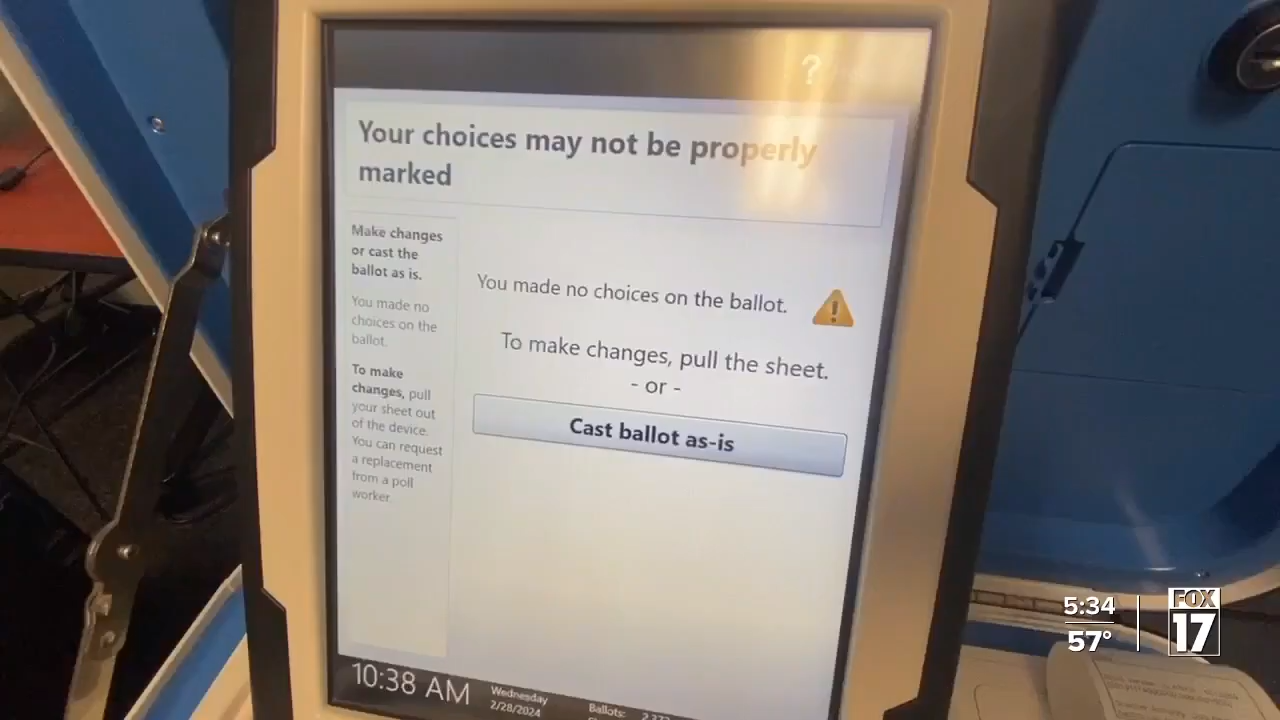 ?
Your choices may not be properly
marked
Make changes
or cast the
ballot as is.
You made no
choices on the
ballot.
To make
changes, pull
your sheet out
of the device.
You can request
a replacement
from a poll
worker.
You made no choices on the ballot.
To make changes, pull the sheet.
- or -
Cast ballot as-is
10:38 AM
Wednesday
2/28/2024
Ballots:
5:34
57°
FOX
17